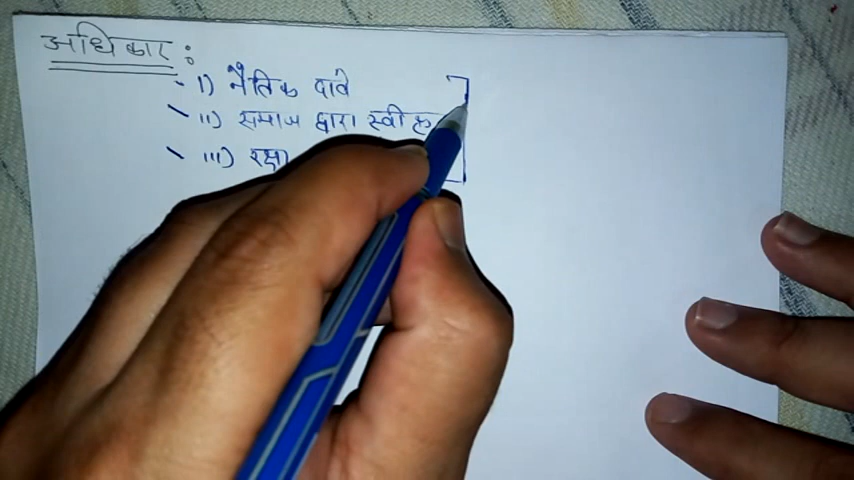 अधिकार :
- i) नैतिक दावे
- ii) समाज द्वारा
- iii) रक्षा